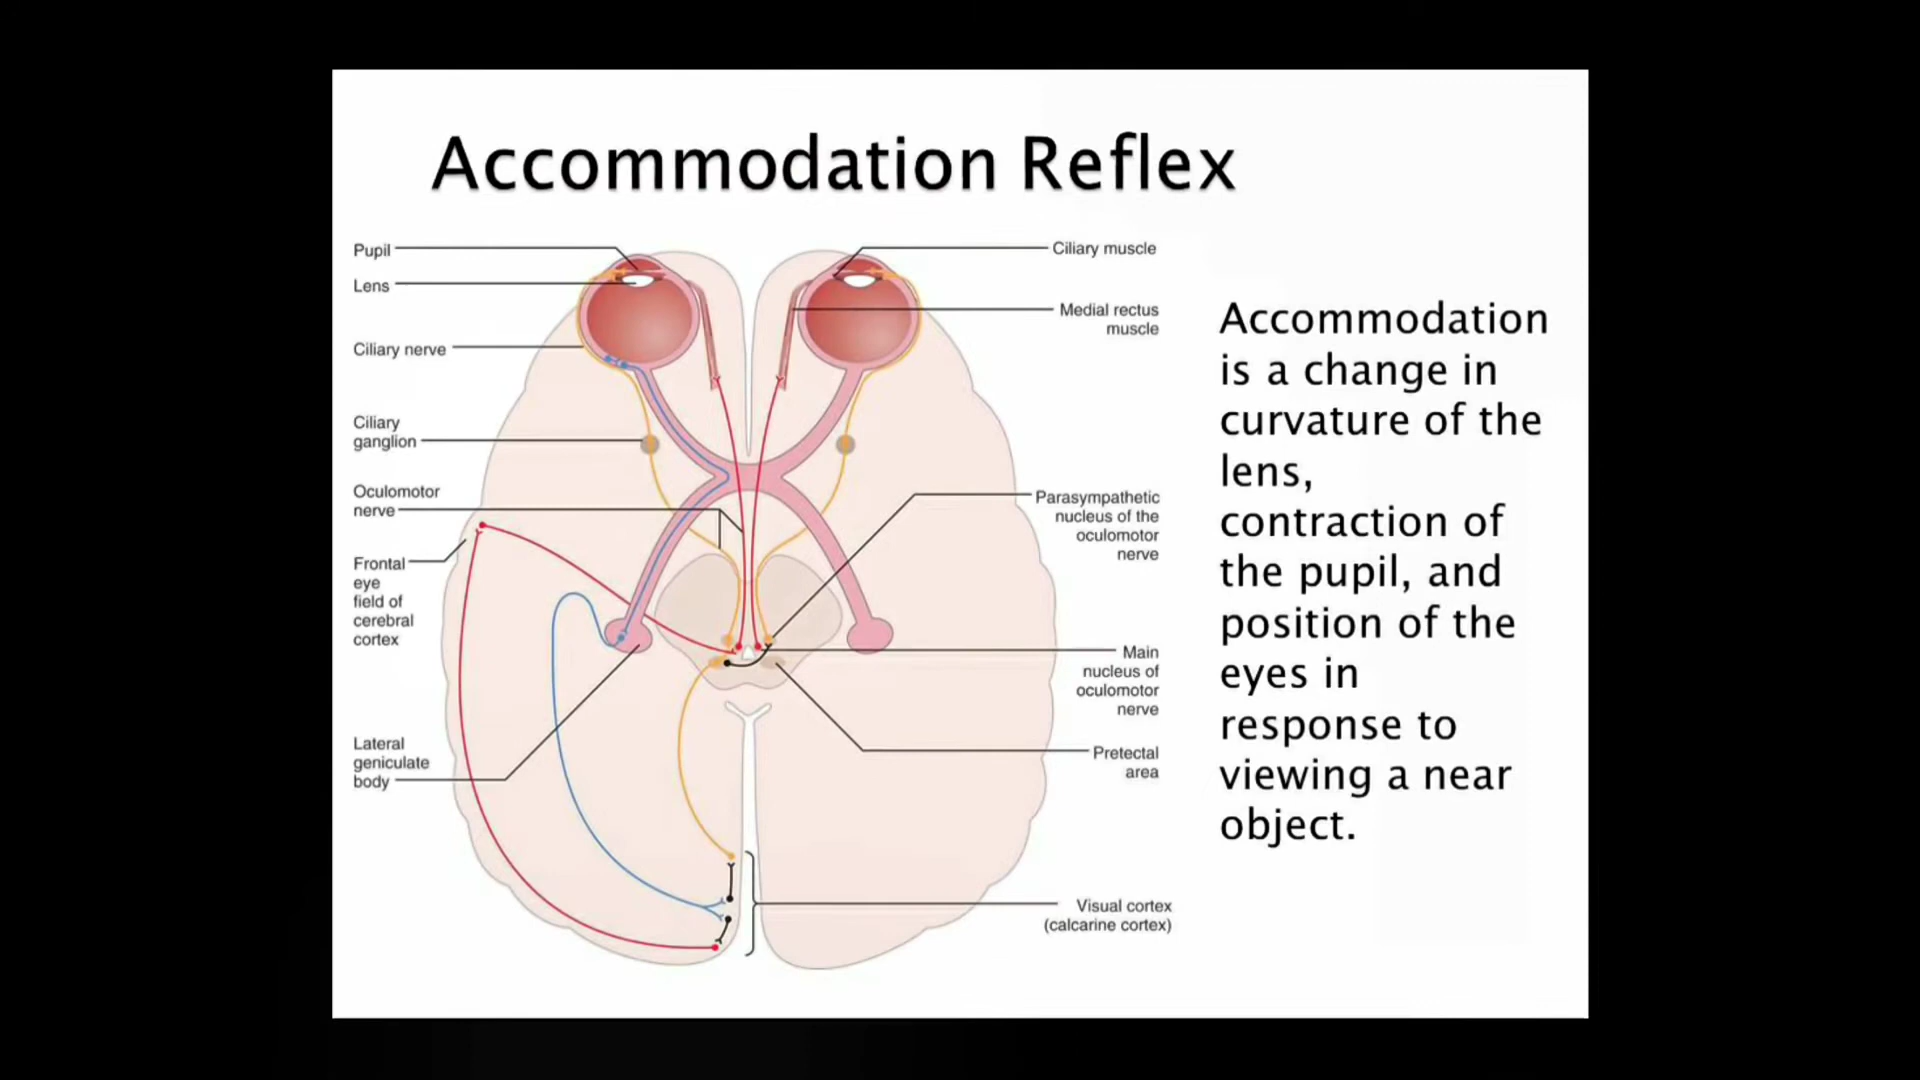 Accommodation Reflex
Pupil
Lens
Ciliary nerve
Ciliary
ganglion
Oculomotor
nerve
Frontal
eye
field of
cerebral
cortex
Lateral
geniculate
body
Ciliary muscle
Medial rectus
muscle
Parasympathetic
nucleus of the
oculomotor
nerve
Main
nucleus of
oculomotor
nerve
Pretectal
area
Visual cortex
(calcarine cortex)
Accommodation
is a change in
curvature of the
lens,
contraction of
the pupil, and
position of the
eyes in
response to
viewing a near
object.